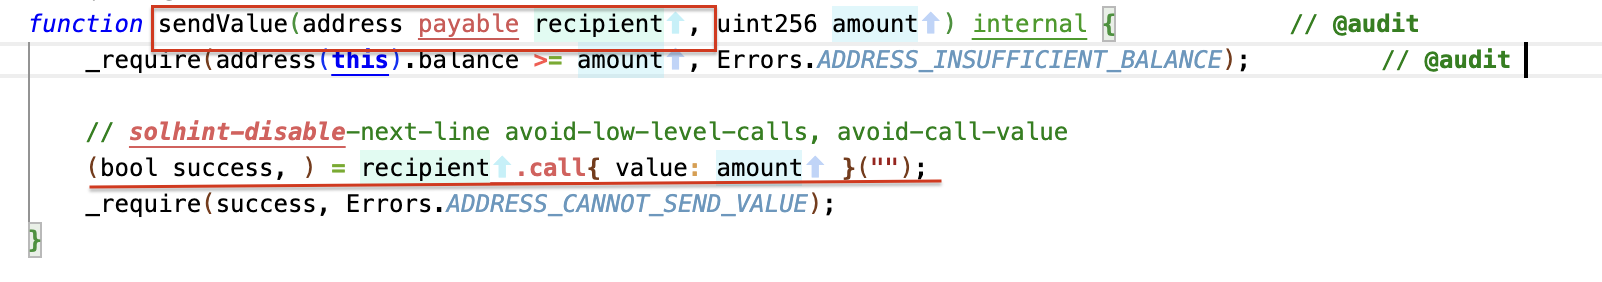 function sendValue(address payable recipient⬆, uint256 amount⬆) internal { // @audit
_require(address(this).balance >= amount⬆, Errors.ADDRESS_INSUFFICIENT_BALANCE); // @audit
// solhint-disable-next-line avoid-low-level-calls, avoid-call-value
(bool success, ) = recipient⬆.call{ value: amount⬆ }("");
_require(success, Errors.ADDRESS_CANNOT_SEND_VALUE);
}